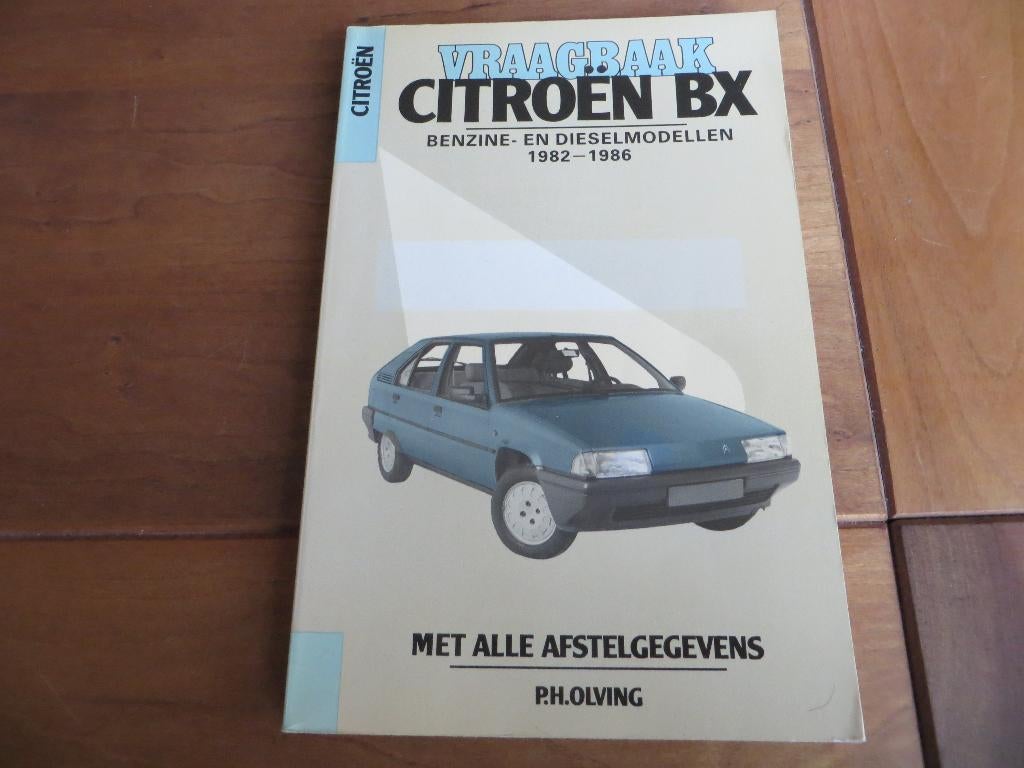 CITROËN
VRAAGBAAK
CITROËN BX
BENZINE- EN DIESELMODELLEN
1982–1986
MET ALLE AFSTELGEGEVENS
P.H.OLVING